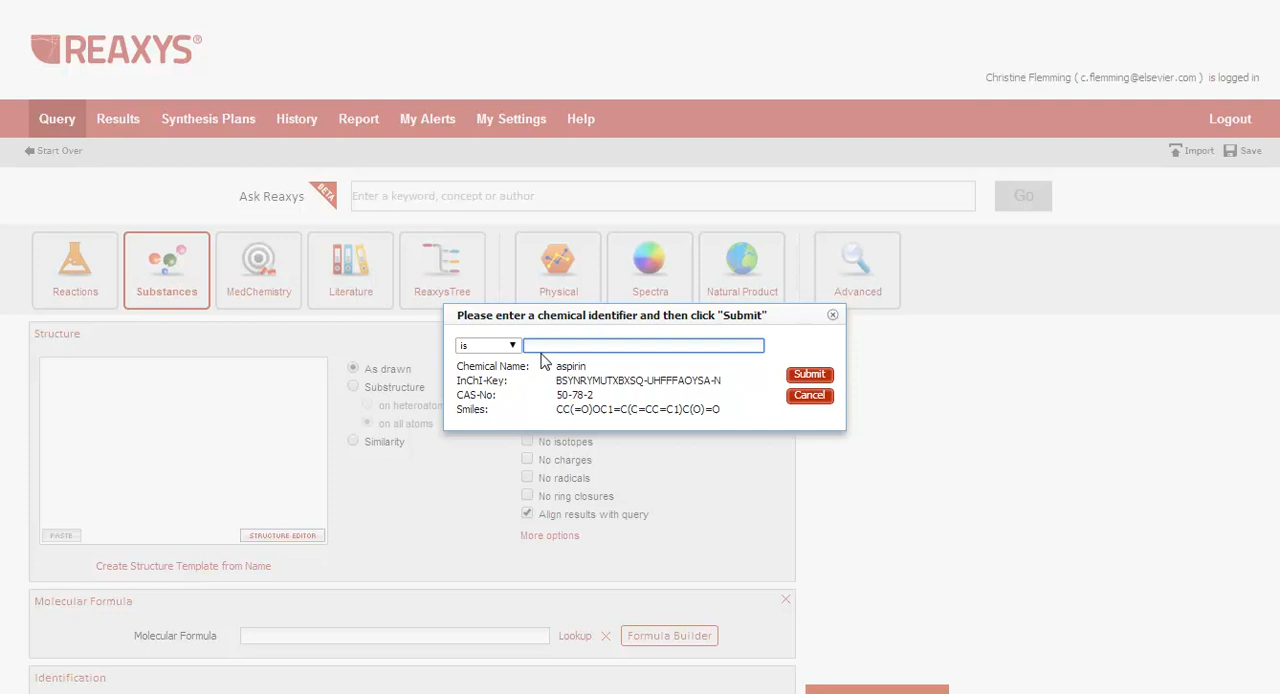 REAXYS®
Christine Flemming ( c.flemming@elsevier.com ) is logged in
Query Results Synthesis Plans History Report My Alerts My Settings Help Logout
Start Over Import Save
Ask Reaxys BETA Enter a keyword, concept or author Go
Reactions Substances MedChemistry Literature ReaxysTree Physical Spectra Natural Product Advanced
Please enter a chemical identifier and then click "Submit"
is
Chemical Name: aspirin
InChI-Key: BSYNRYMUTXBXSQ-UHFFFAOYSA-N
CAS-No: 50-78-2
Smiles: CC(=O)OC1=C(C=CC=C1)C(O)=O
Submit
Cancel
Structure
As drawn
Substructure
on heteroatom
on all atoms
Similarity
No isotopes
No charges
No radicals
No ring closures
Align results with query
More options
PASTE STRUCTURE EDITOR
Create Structure Template from Name
Molecular Formula
Molecular Formula Lookup Formula Builder
Identification